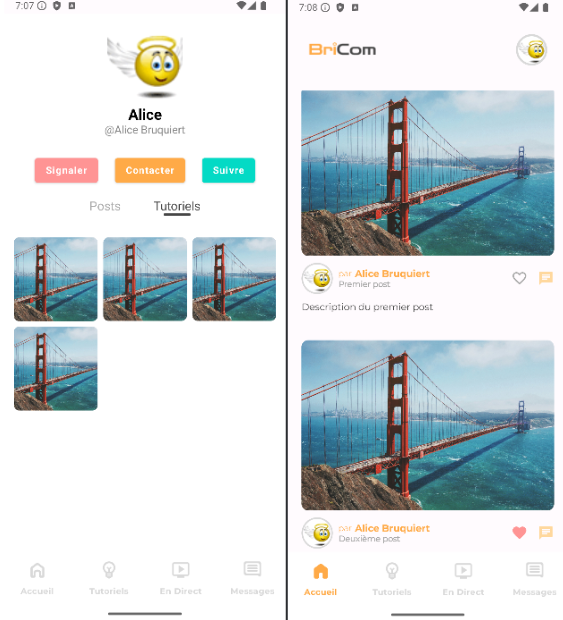 7:07
Alice
@Alice Bruquiert
Signaler
Contacter
Suivre
Posts
Tutoriels
Accueil
Tutoriels
En Direct
Messages
7:08
BriCom
par Alice Bruquiert
Premier post
Description du premier post
par Alice Bruquiert
Deuxième post
Accueil
Tutoriels
En Direct
Messages